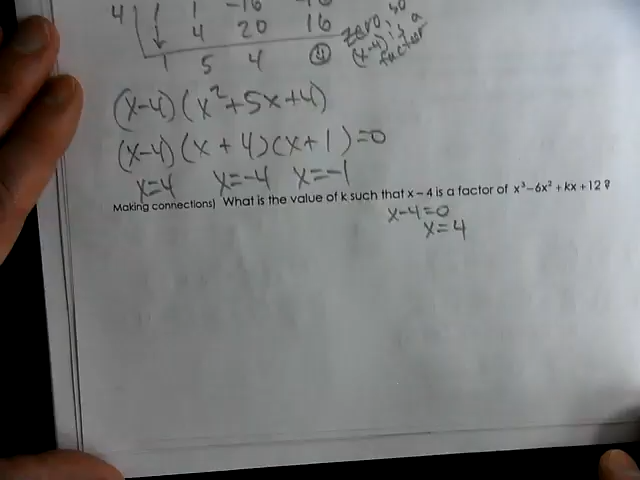 4 1 1 -16 -16
↓ 4 20 16
1 5 4 0
zero, so
(x-4) is a
factor
(x-4)(x²+5x+4)
(x-4)(x+4)(x+1)=0
x=4 x=-4 x=-1
Making connections) What is the value of k such that x – 4 is a factor of x³ – 6x² + kx + 12?
x-4=0
x=4